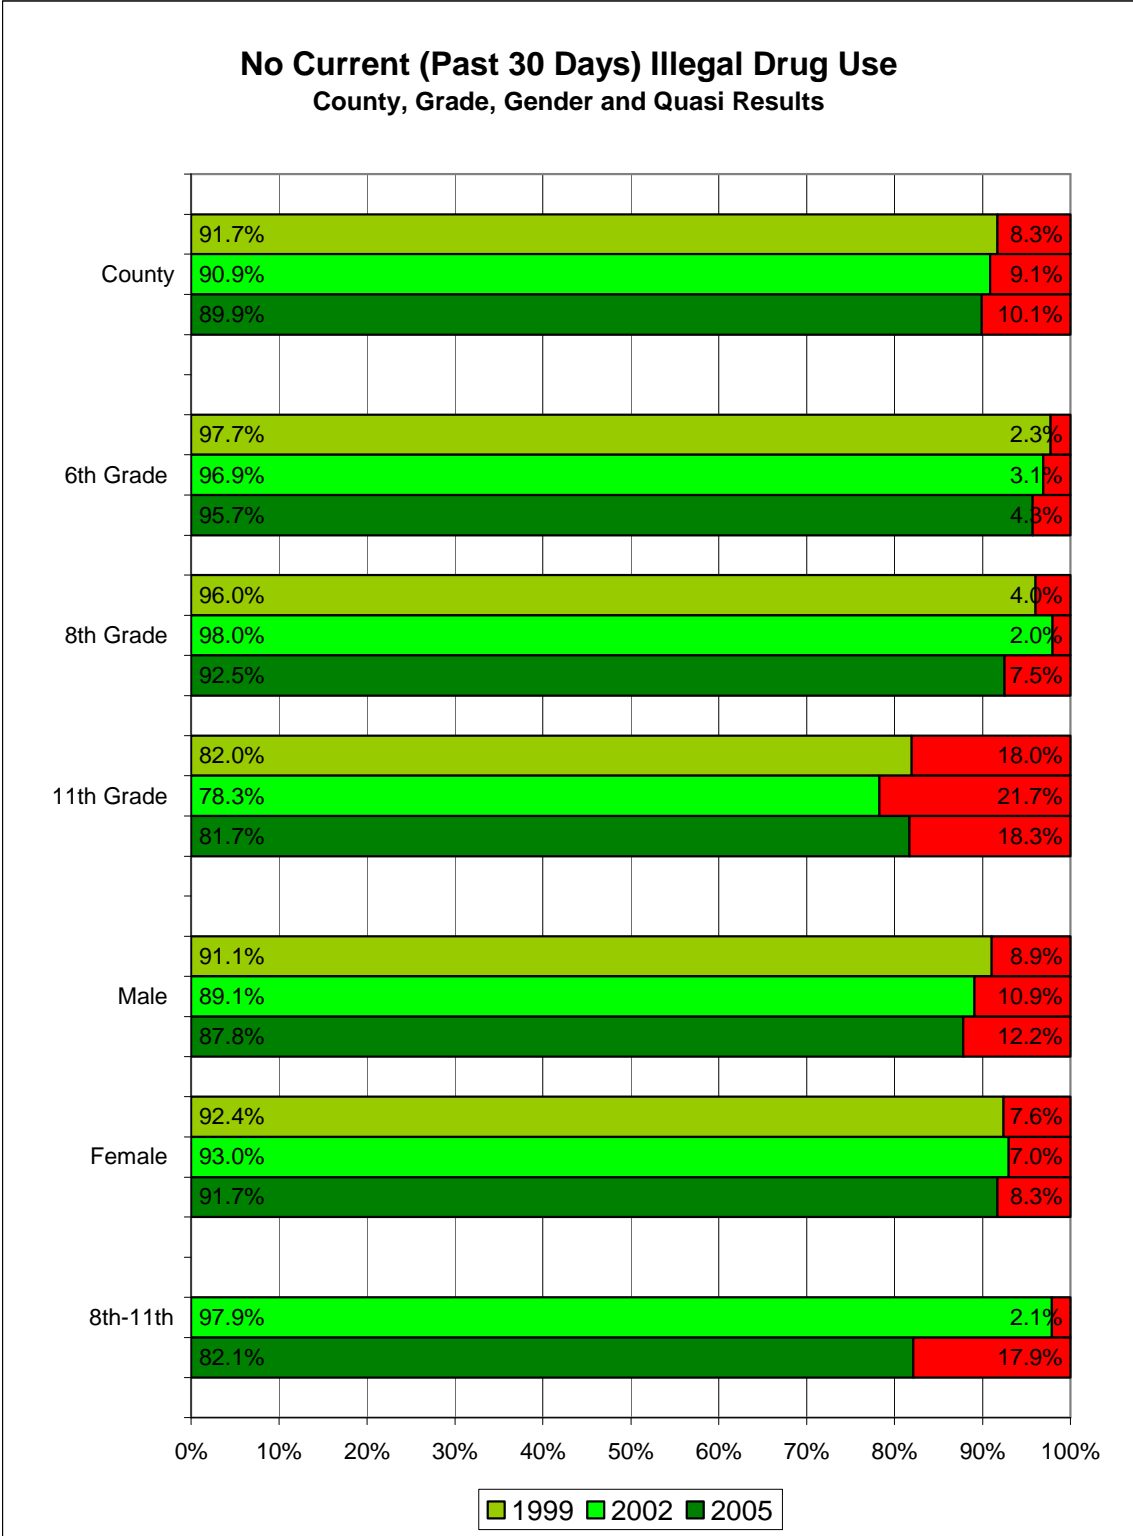 No Current (Past 30 Days) Illegal Drug Use
County, Grade, Gender and Quasi Results
91.7% 8.3%
County 90.9% 9.1%
89.9% 10.1%
97.7% 2.3%
6th Grade 96.9% 3.1%
95.7% 4.3%
96.0% 4.0%
8th Grade 98.0% 2.0%
92.5% 7.5%
82.0% 18.0%
11th Grade 78.3% 21.7%
81.7% 18.3%
91.1% 8.9%
Male 89.1% 10.9%
87.8% 12.2%
92.4% 7.6%
Female 93.0% 7.0%
91.7% 8.3%
8th-11th 97.9% 2.1%
82.1% 17.9%
0% 10% 20% 30% 40% 50% 60% 70% 80% 90% 100%
1999 2002 2005